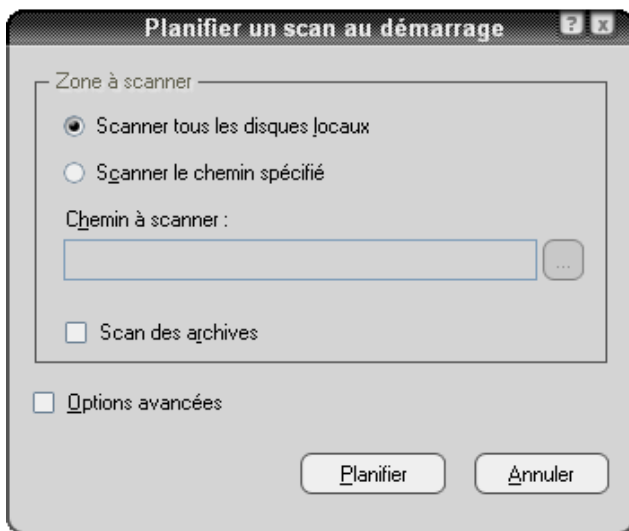 Planifier un scan au démarrage
? x
Zone à scanner
Scanner tous les disques locaux
Scanner le chemin spécifié
Chemin à scanner :
...
Scan des archives
Options avancées
Planifier Annuler